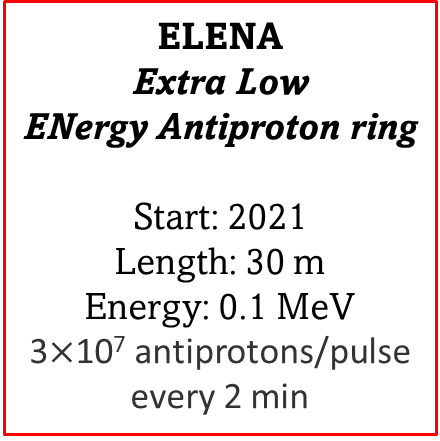 ELENA
Extra Low
ENergy Antiproton ring
Start: 2021
Length: 30 m
Energy: 0.1 MeV
3×10⁷ antiprotons/pulse
every 2 min